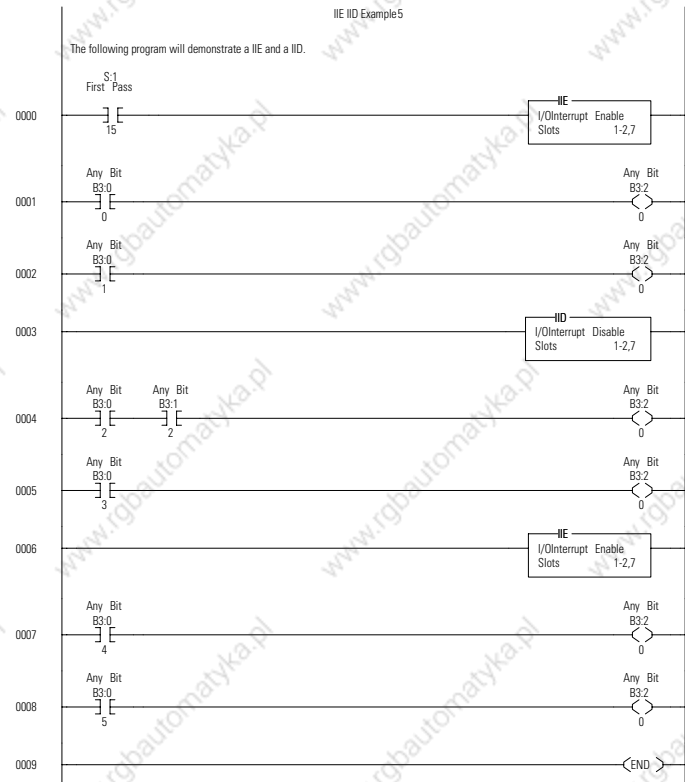 IIE IID Example5
The following program will demonstrate a IIE and a IID.
S:1
First Pass
0000
15
IIE
I/OInterrupt Enable
Slots 1-2,7
Any Bit
B3:0
0001
0
Any Bit
B3:2
0
Any Bit
B3:0
0002
1
Any Bit
B3:2
0
0003
IID
I/OInterrupt Disable
Slots 1-2,7
Any Bit
B3:0
0004
2
Any Bit
B3:1
2
Any Bit
B3:2
0
Any Bit
B3:0
0005
3
Any Bit
B3:2
0
0006
IIE
I/OInterrupt Enable
Slots 1-2,7
Any Bit
B3:0
0007
4
Any Bit
B3:2
0
Any Bit
B3:0
0008
5
Any Bit
B3:2
0
0009
END
www.rgbautomatyka.pl